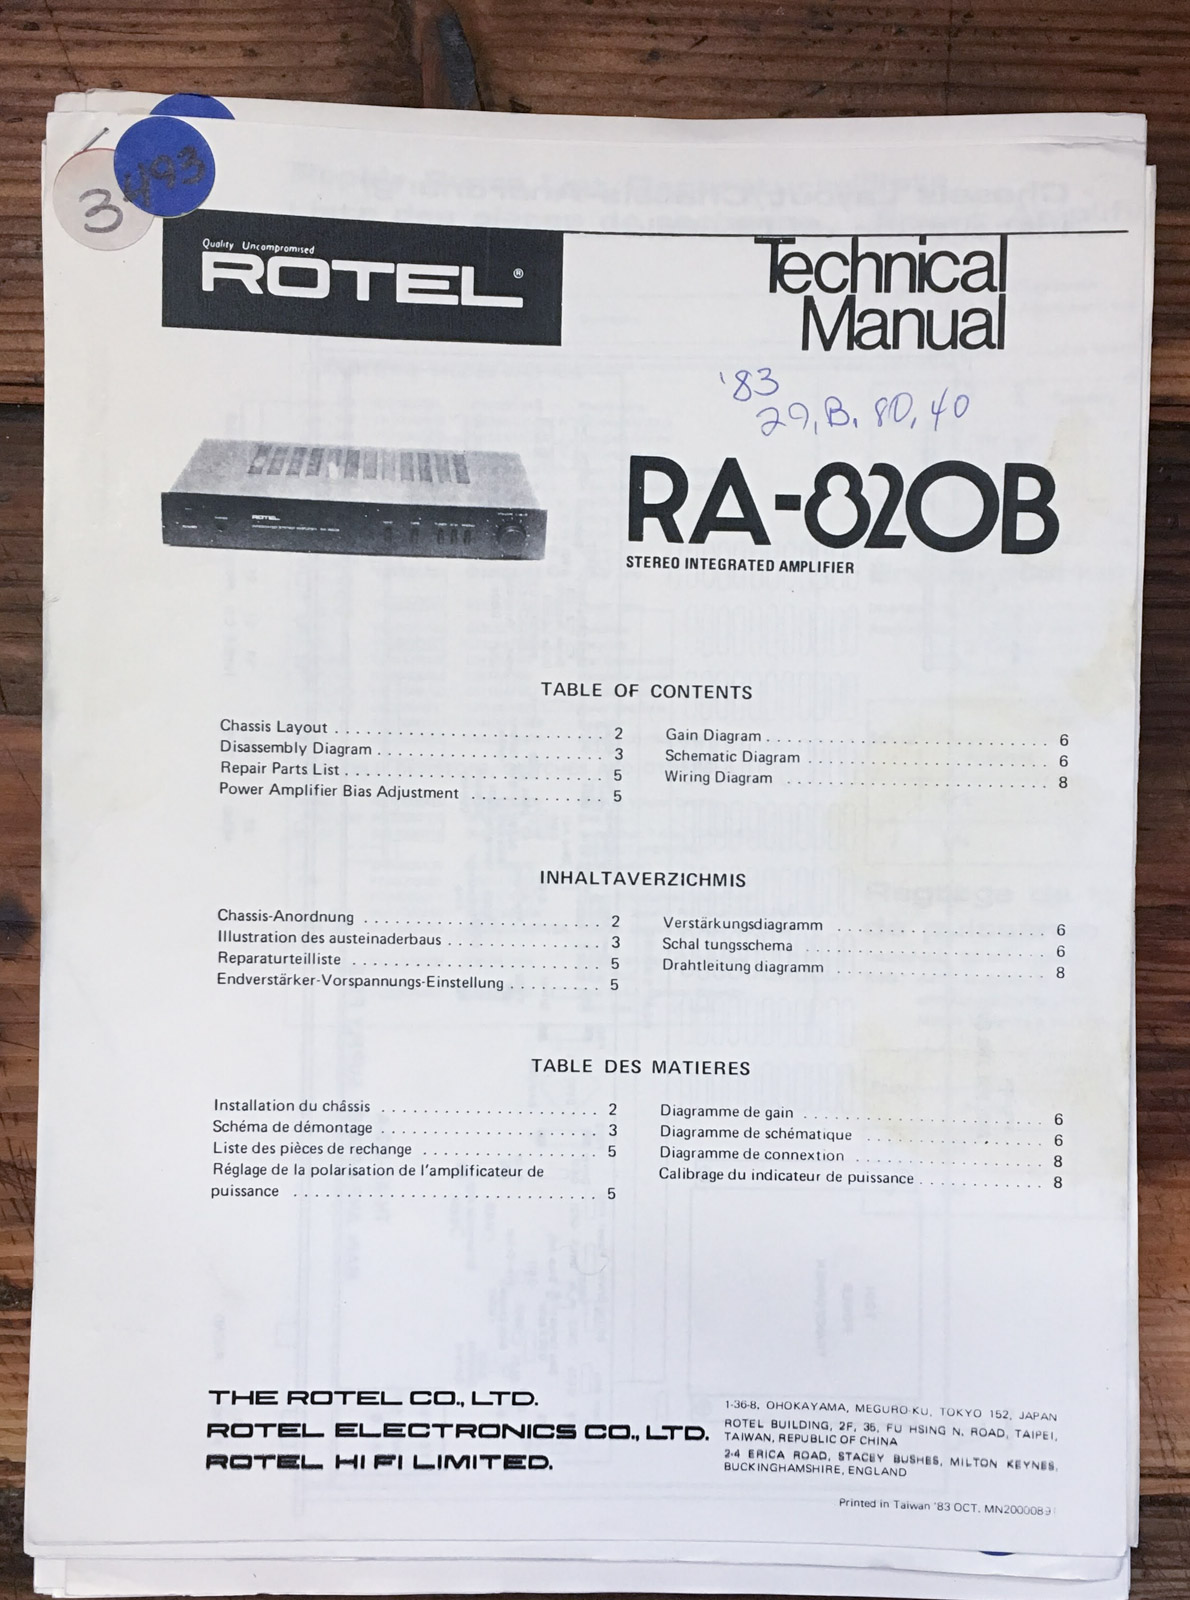 3
493
Quality Uncompromised
ROTEL®
Technical
Manual
'83
29, B, 80, 40
ROTEL
RA-820B
STEREO INTEGRATED AMPLIFIER
TABLE OF CONTENTS
Chassis Layout . . . . . . . . . . . . . . . . . . . . . . . . . 2
Disassembly Diagram . . . . . . . . . . . . . . . . . . . . . 3
Repair Parts List . . . . . . . . . . . . . . . . . . . . . . . . 5
Power Amplifier Bias Adjustment . . . . . . . . . . . . 5
Gain Diagram . . . . . . . . . . . . . . . . . . . . . . . . . . 6
Schematic Diagram . . . . . . . . . . . . . . . . . . . . . . 6
Wiring Diagram . . . . . . . . . . . . . . . . . . . . . . . . 8
INHALTAVERZICHMIS
Chassis-Anordnung . . . . . . . . . . . . . . . . . . . . . . 2
Illustration des austeinaderbaus . . . . . . . . . . . . . . 3
Reparaturteilliste . . . . . . . . . . . . . . . . . . . . . . . 5
Endverstärker-Vorspannungs-Einstellung . . . . . . . . . 5
Verstärkungsdiagramm . . . . . . . . . . . . . . . . . . . 6
Schal tungsschema . . . . . . . . . . . . . . . . . . . . . . 6
Drahtleitung diagramm . . . . . . . . . . . . . . . . . . . 8
TABLE DES MATIERES
Installation du châssis . . . . . . . . . . . . . . . . . . . . 2
Schéma de démontage . . . . . . . . . . . . . . . . . . . . 3
Liste des pièces de rechange . . . . . . . . . . . . . . . . 5
Réglage de la polarisation de l'amplificateur de
puissance . . . . . . . . . . . . . . . . . . . . . . . . . . . . 5
Diagramme de gain . . . . . . . . . . . . . . . . . . . . . . 6
Diagramme de schématique . . . . . . . . . . . . . . . . 6
Diagramme de connextion . . . . . . . . . . . . . . . . . 8
Calibrage du indicateur de puissance . . . . . . . . . . . 8
THE ROTEL CO., LTD.
ROTEL ELECTRONICS CO., LTD.
ROTEL HI FI LIMITED.
1-36-8, OHOKAYAMA, MEGURO-KU, TOKYO 152, JAPAN
ROTEL BUILDING, 2F, 35, FU HSING N. ROAD, TAIPEI,
TAIWAN, REPUBLIC OF CHINA
2-4 ERICA ROAD, STACEY BUSHES, MILTON KEYNES,
BUCKINGHAMSHIRE, ENGLAND
Printed in Taiwan '83 OCT.